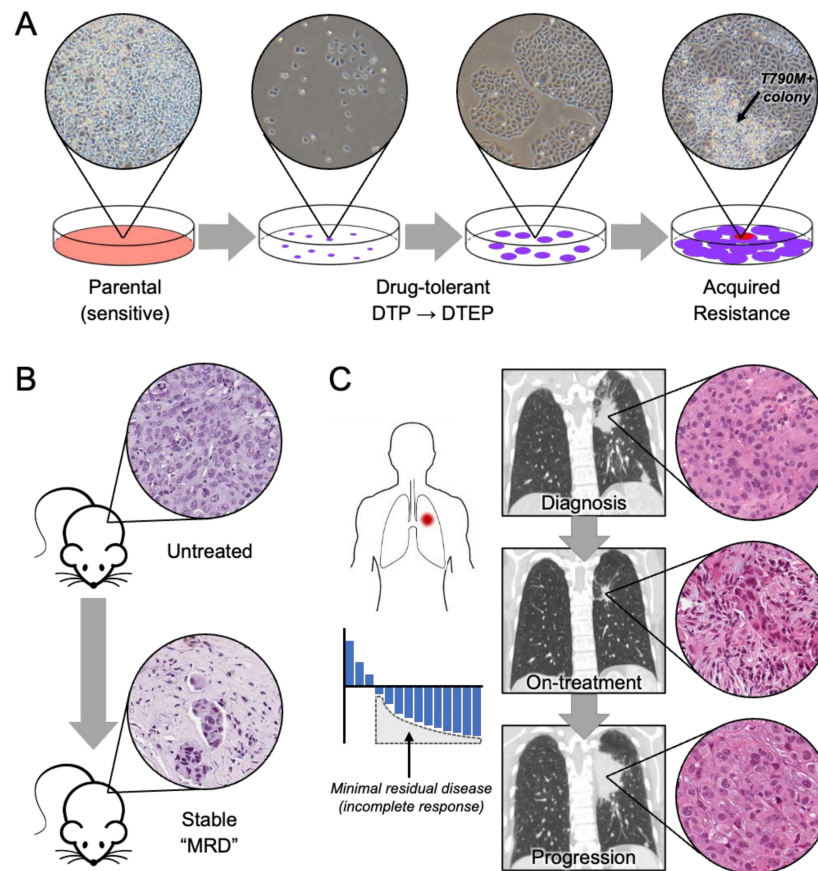 A
T790M+
colony
Parental
(sensitive)
Drug-tolerant
DTP → DTEP
Acquired
Resistance
B
Untreated
Stable
“MRD”
C
Diagnosis
On-treatment
Progression
Minimal residual disease
(incomplete response)